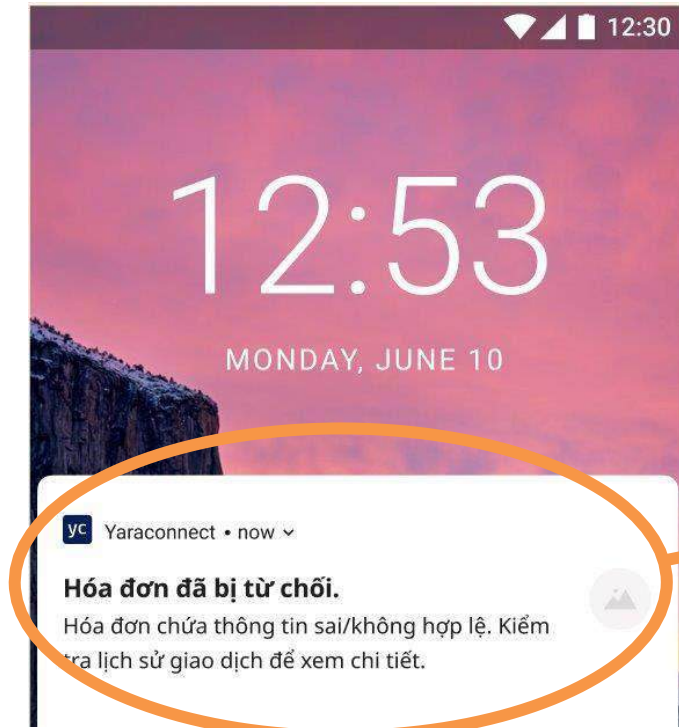 12:30
12:53
MONDAY, JUNE 10
yc Yaraconnect • now
Hóa đơn đã bị từ chối.
Hóa đơn chứa thông tin sai/không hợp lệ. Kiểm
tra lịch sử giao dịch để xem chi tiết.